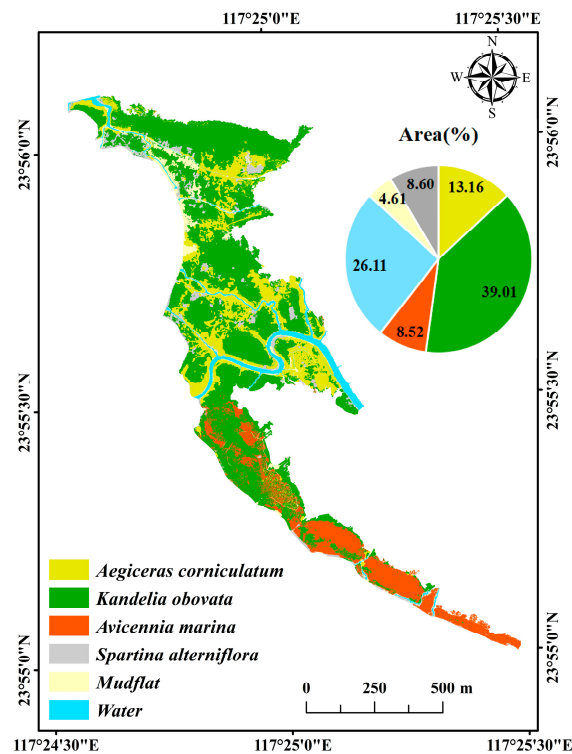 117°25'0"E
117°25'30"E
N
W
E
S
Area(%)
23°56'0"N
23°56'0"N
8.60
13.16
4.61
26.11
39.01
8.52
23°55'30"N
23°55'30"N
Aegiceras corniculatum
Kandelia obovata
Avicennia marina
Spartina alterniflora
Mudflat
Water
23°55'0"N
23°55'0"N
0
250
500 m
117°24'30"E
117°25'0"E
117°25'30"E